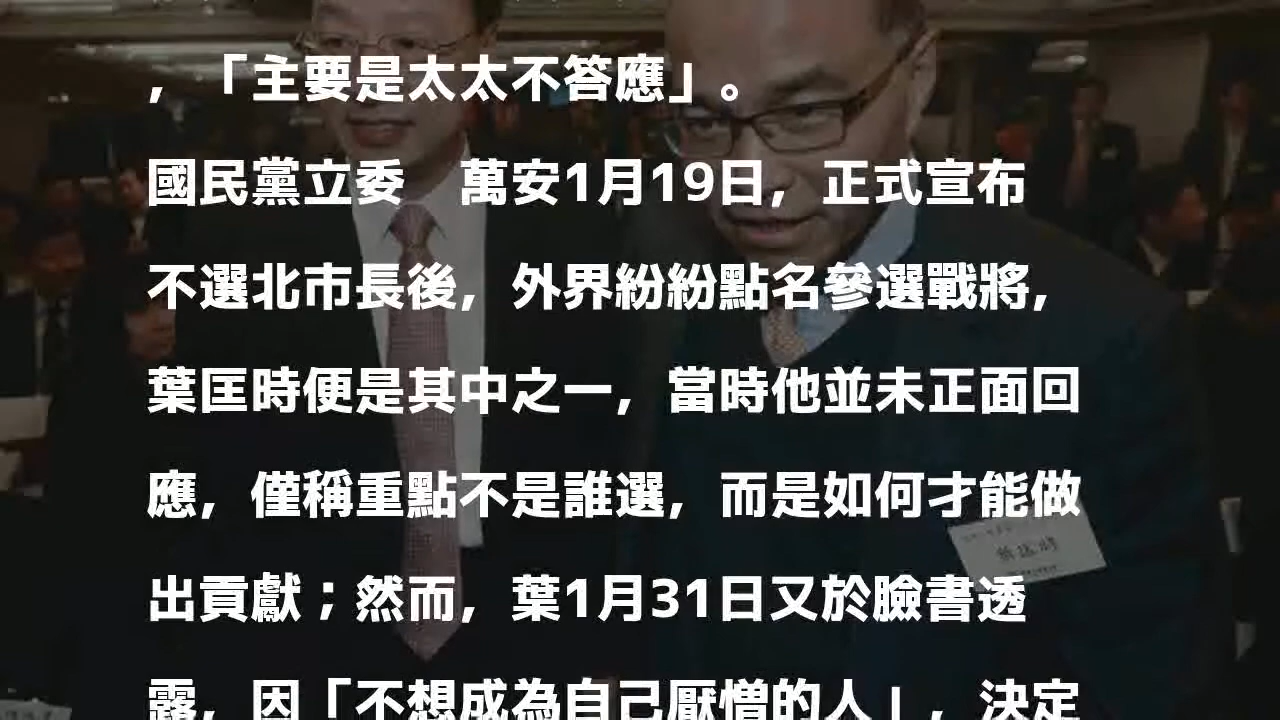 ，「主要是太太不答應」。
國民黨立委　萬安1月19日，正式宣布
不選北市長後，外界紛紛點名參選戰將，
葉匡時便是其中之一，當時他並未正面回
應，僅稱重點不是誰選，而是如何才能做
出貢獻；然而，葉1月31日又於臉書透
露，因「不想成為自己厭憎的人」，決定